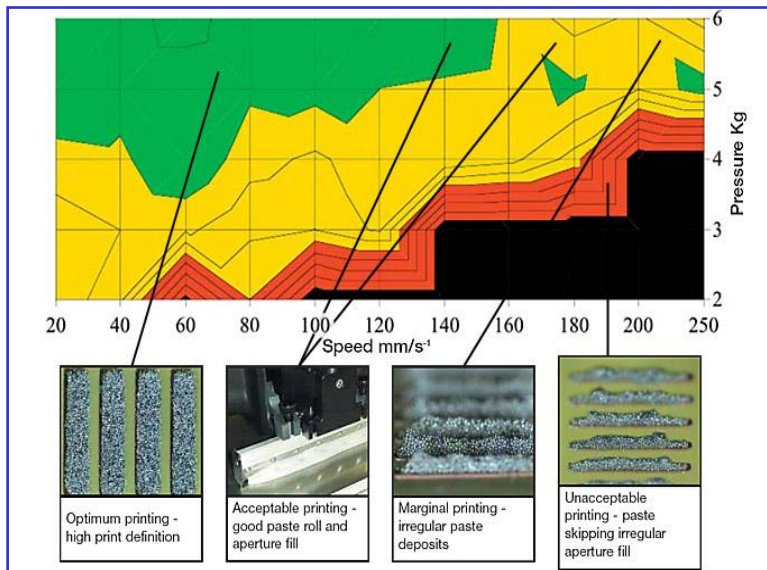 6
5
4
3
2
Pressure Kg
20 40 60 80 100 120 140 160 180 200 250
Speed mm/s-¹
Optimum printing -
high print definition
Acceptable printing -
good paste roll and
aperture fill
Marginal printing -
irregular paste
deposits
Unacceptable
printing - paste
skipping irregular
aperture fill